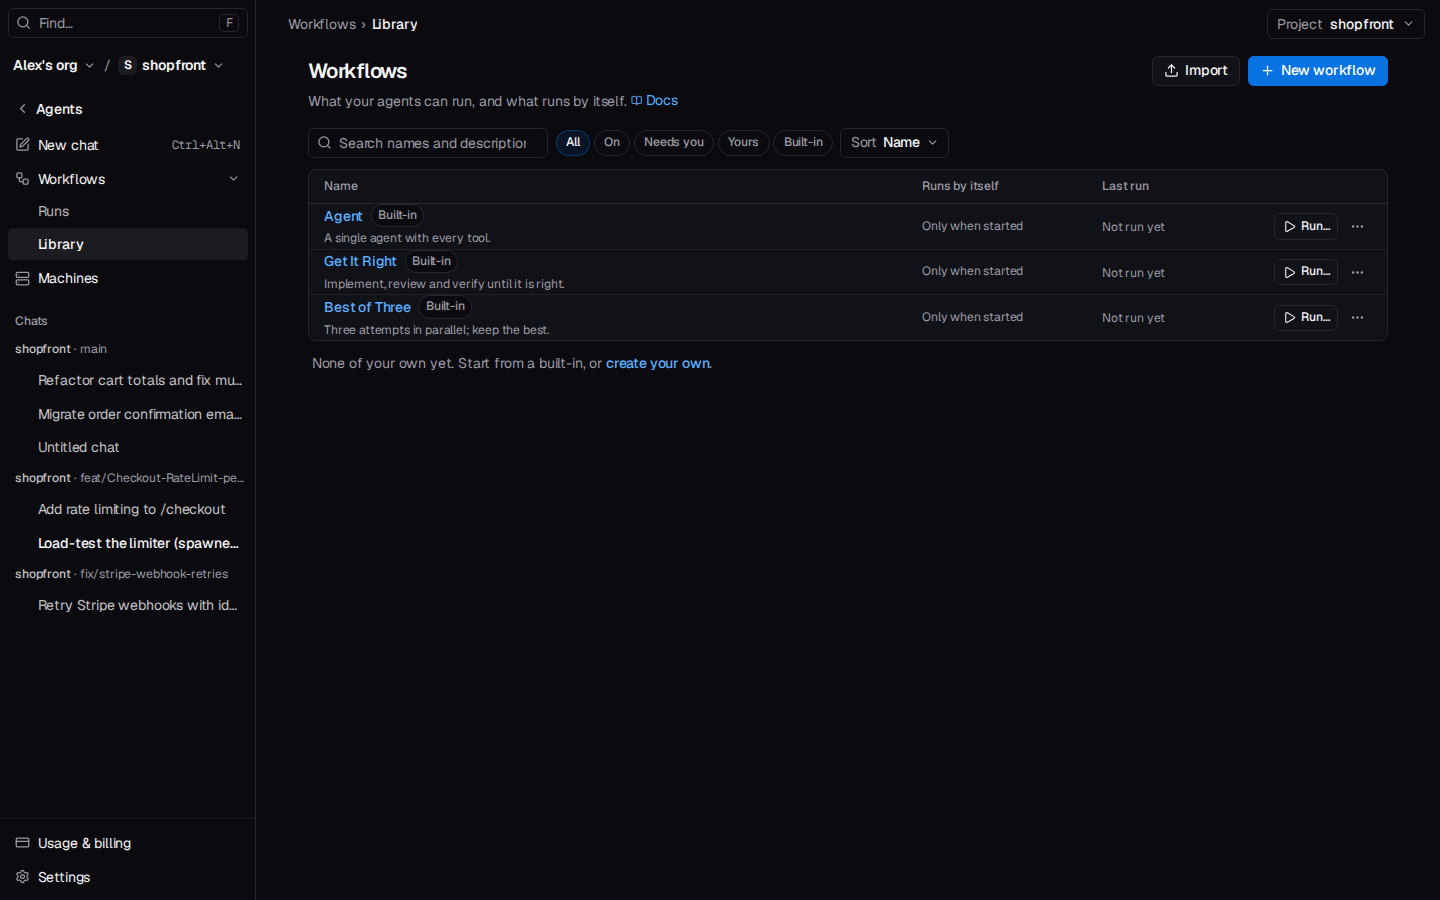 Find...
F
Alex's org
/
S
shopfront
Agents
New chat
Ctrl+Alt+N
Workflows
Runs
Library
Machines
Chats
shopfront · main
Refactor cart totals and fix mu...
Migrate order confirmation ema...
Untitled chat
shopfront · feat/Checkout-RateLimit-pe...
Add rate limiting to /checkout
Load-test the limiter (spawne...
shopfront · fix/stripe-webhook-retries
Retry Stripe webhooks with id...
Usage & billing
Settings
Workflows › Library
Project shopfront
Workflows
Import
New workflow
What your agents can run, and what runs by itself. Docs
Search names and description
All
On
Needs you
Yours
Built-in
Sort Name
Name
Runs by itself
Last run
Agent Built-in
A single agent with every tool.
Only when started
Not run yet
Run...
Get It Right Built-in
Implement, review and verify until it is right.
Only when started
Not run yet
Run...
Best of Three Built-in
Three attempts in parallel; keep the best.
Only when started
Not run yet
Run...
None of your own yet. Start from a built-in, or create your own.